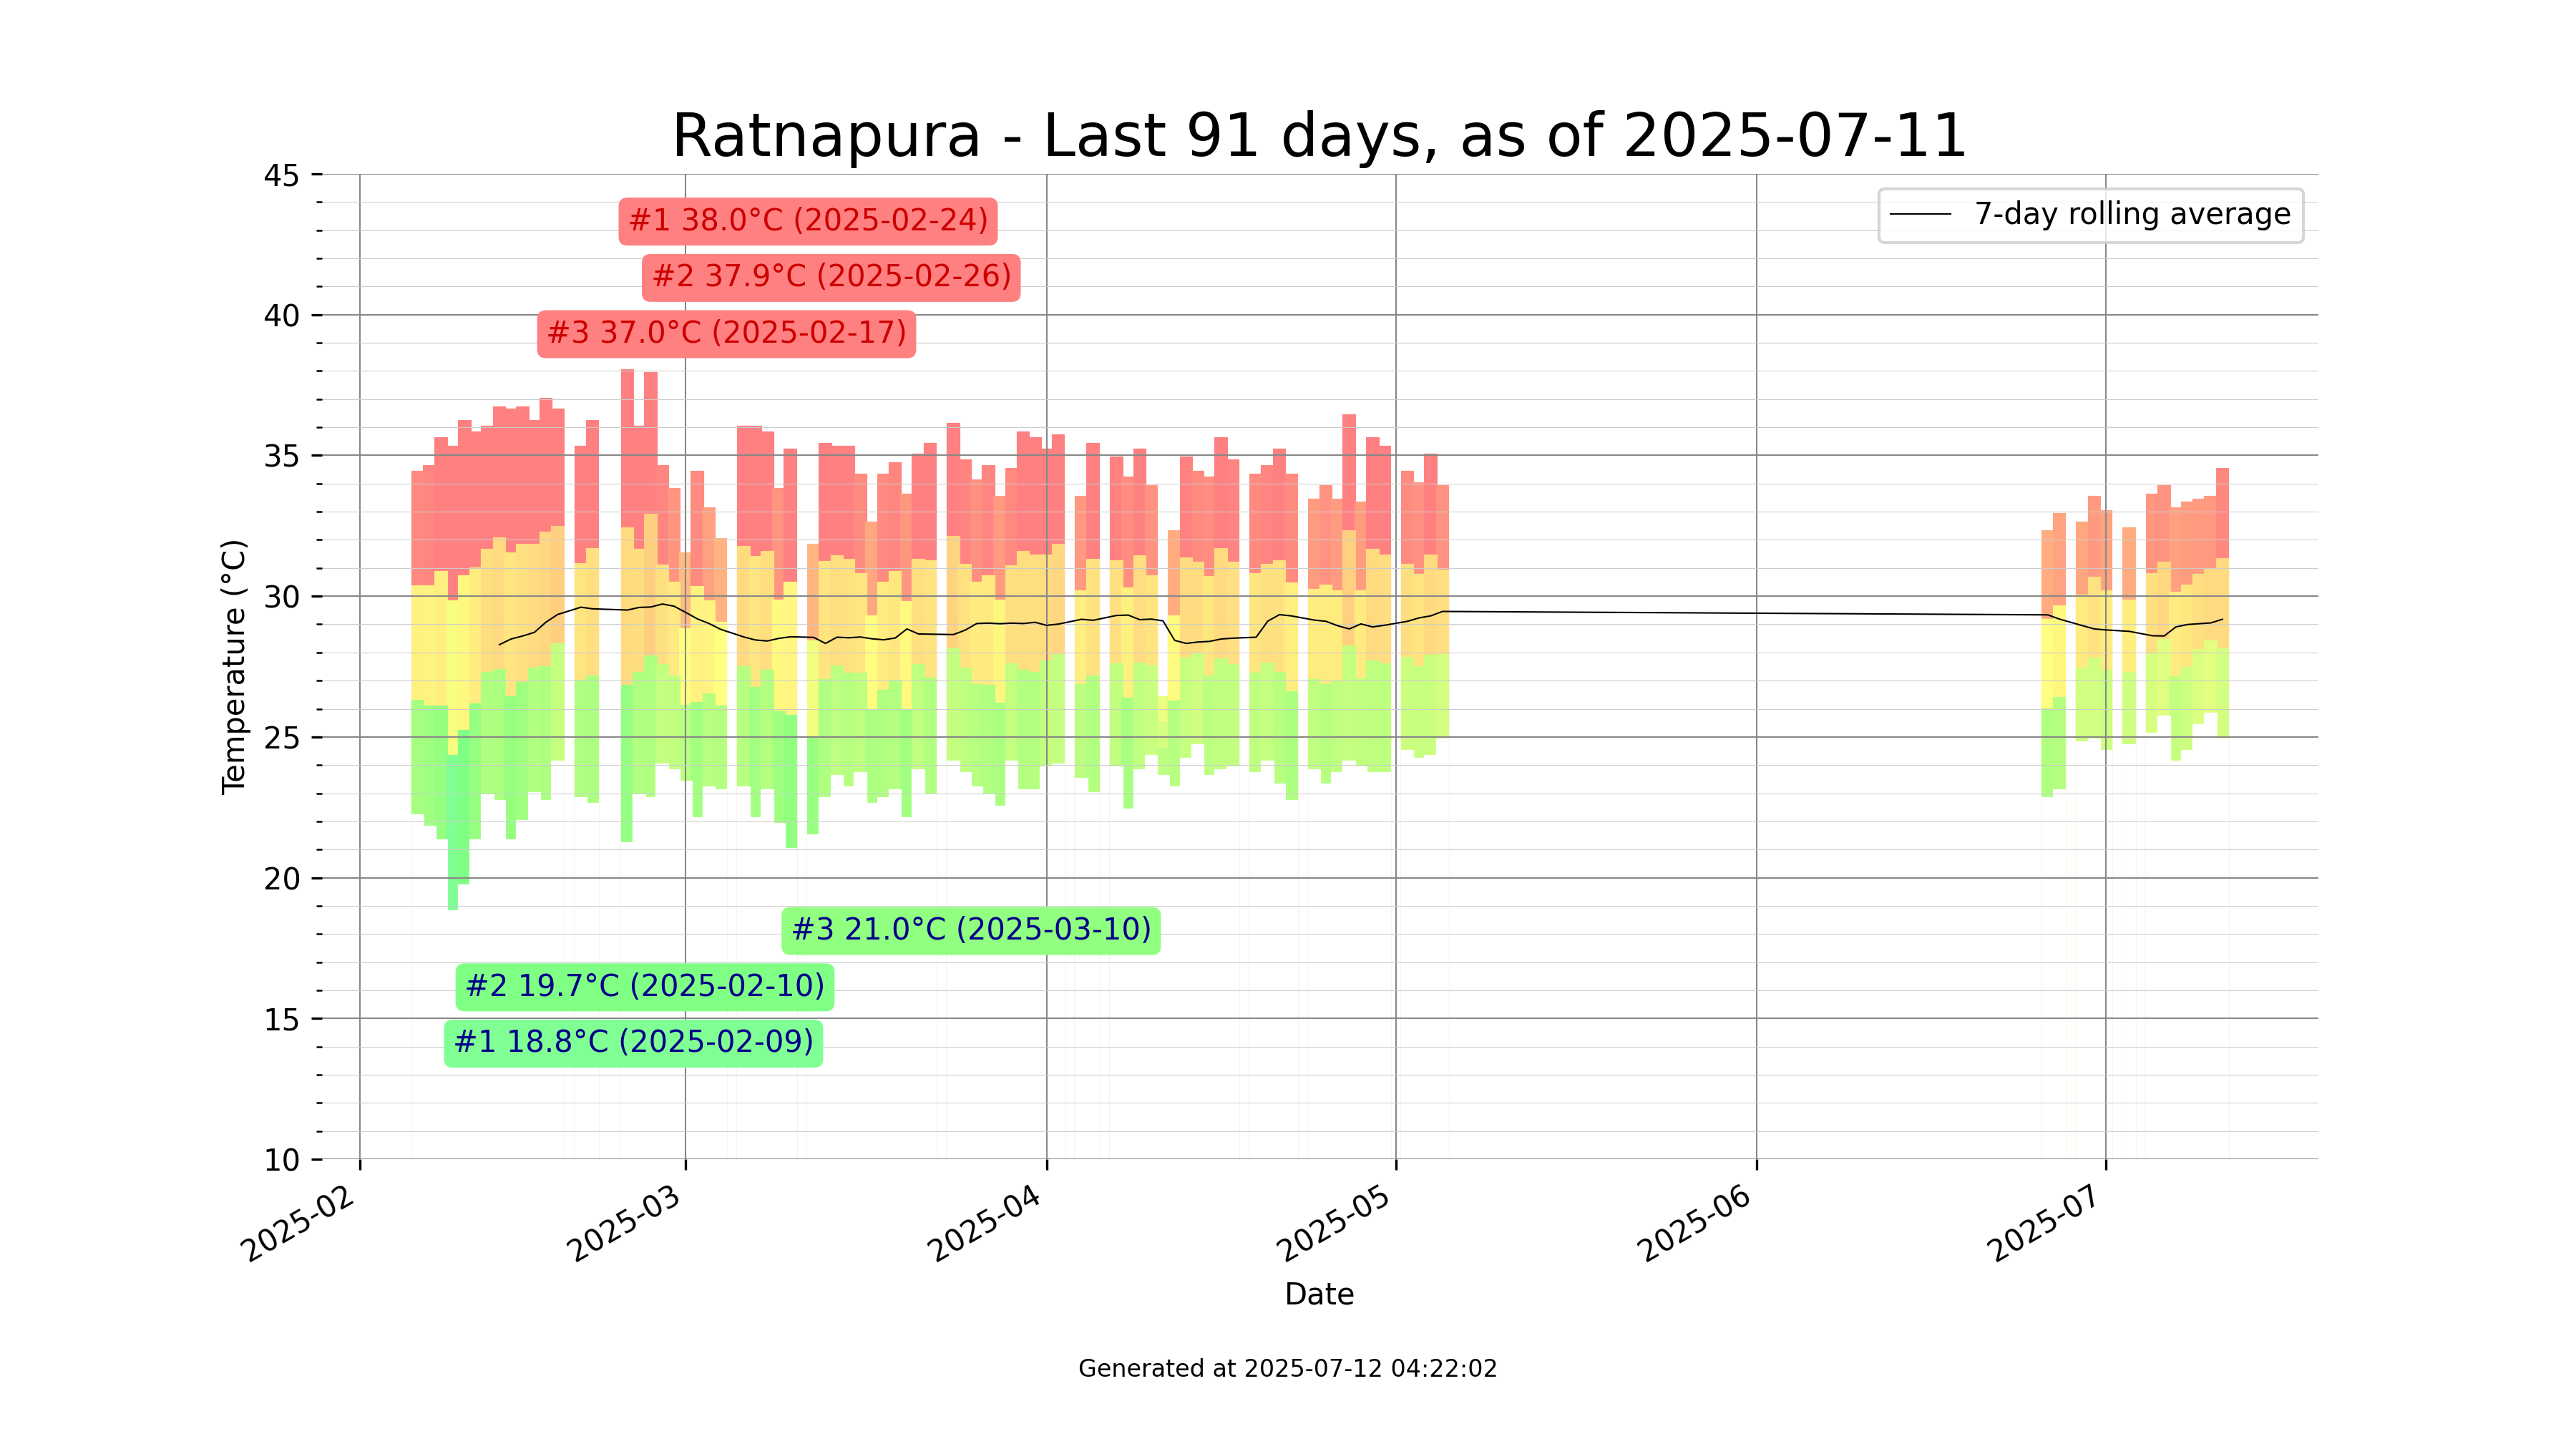 Ratnapura - Last 91 days, as of 2025-07-11
45
40
35
30
25
20
15
10
Temperature (°C)
7-day rolling average
#1 38.0°C (2025-02-24)
#2 37.9°C (2025-02-26)
#3 37.0°C (2025-02-17)
#3 21.0°C (2025-03-10)
#2 19.7°C (2025-02-10)
#1 18.8°C (2025-02-09)
2025-02
2025-03
2025-04
2025-05
2025-06
2025-07
Date
Generated at 2025-07-12 04:22:02